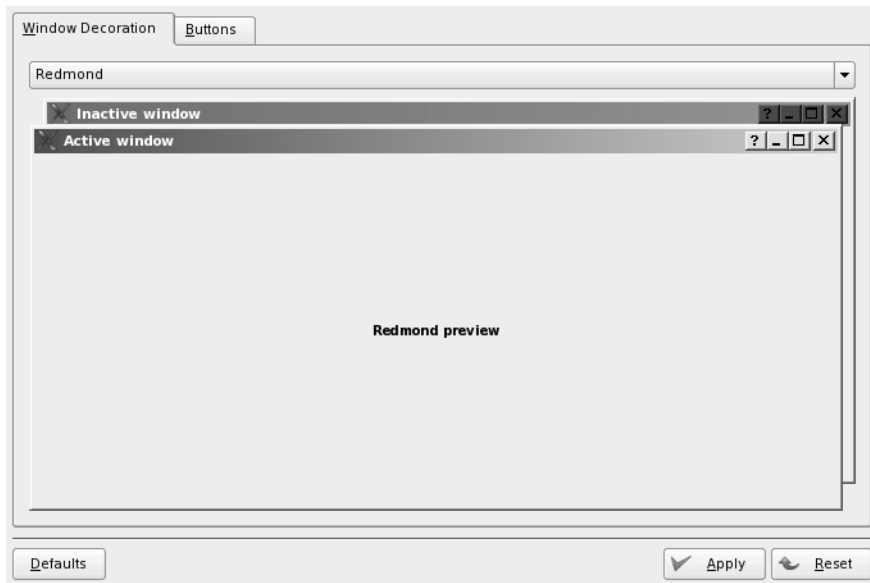 Window Decoration
Buttons
Redmond
Inactive window
?
Active window
?
Redmond preview
Defaults
Apply
Reset